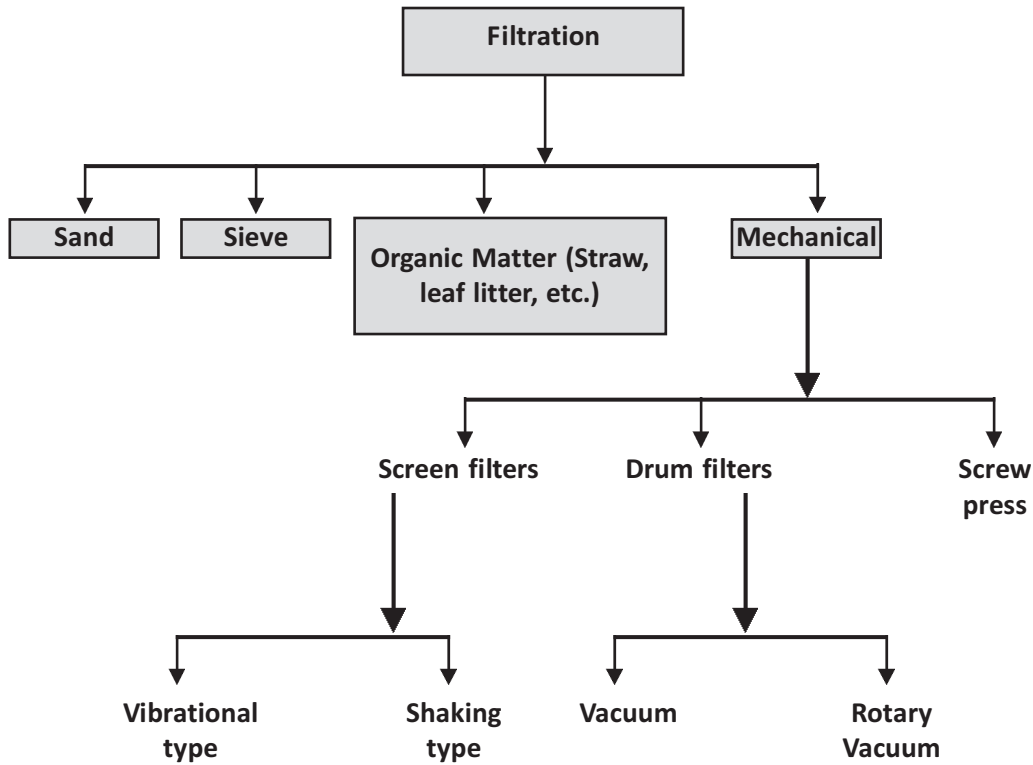 Filtration
Sand
Sieve
Organic Matter (Straw,
leaf litter, etc.)
Mechanical
Screen filters
Drum filters
Screw
press
Vibrational
type
Shaking
type
Vacuum
Rotary
Vacuum